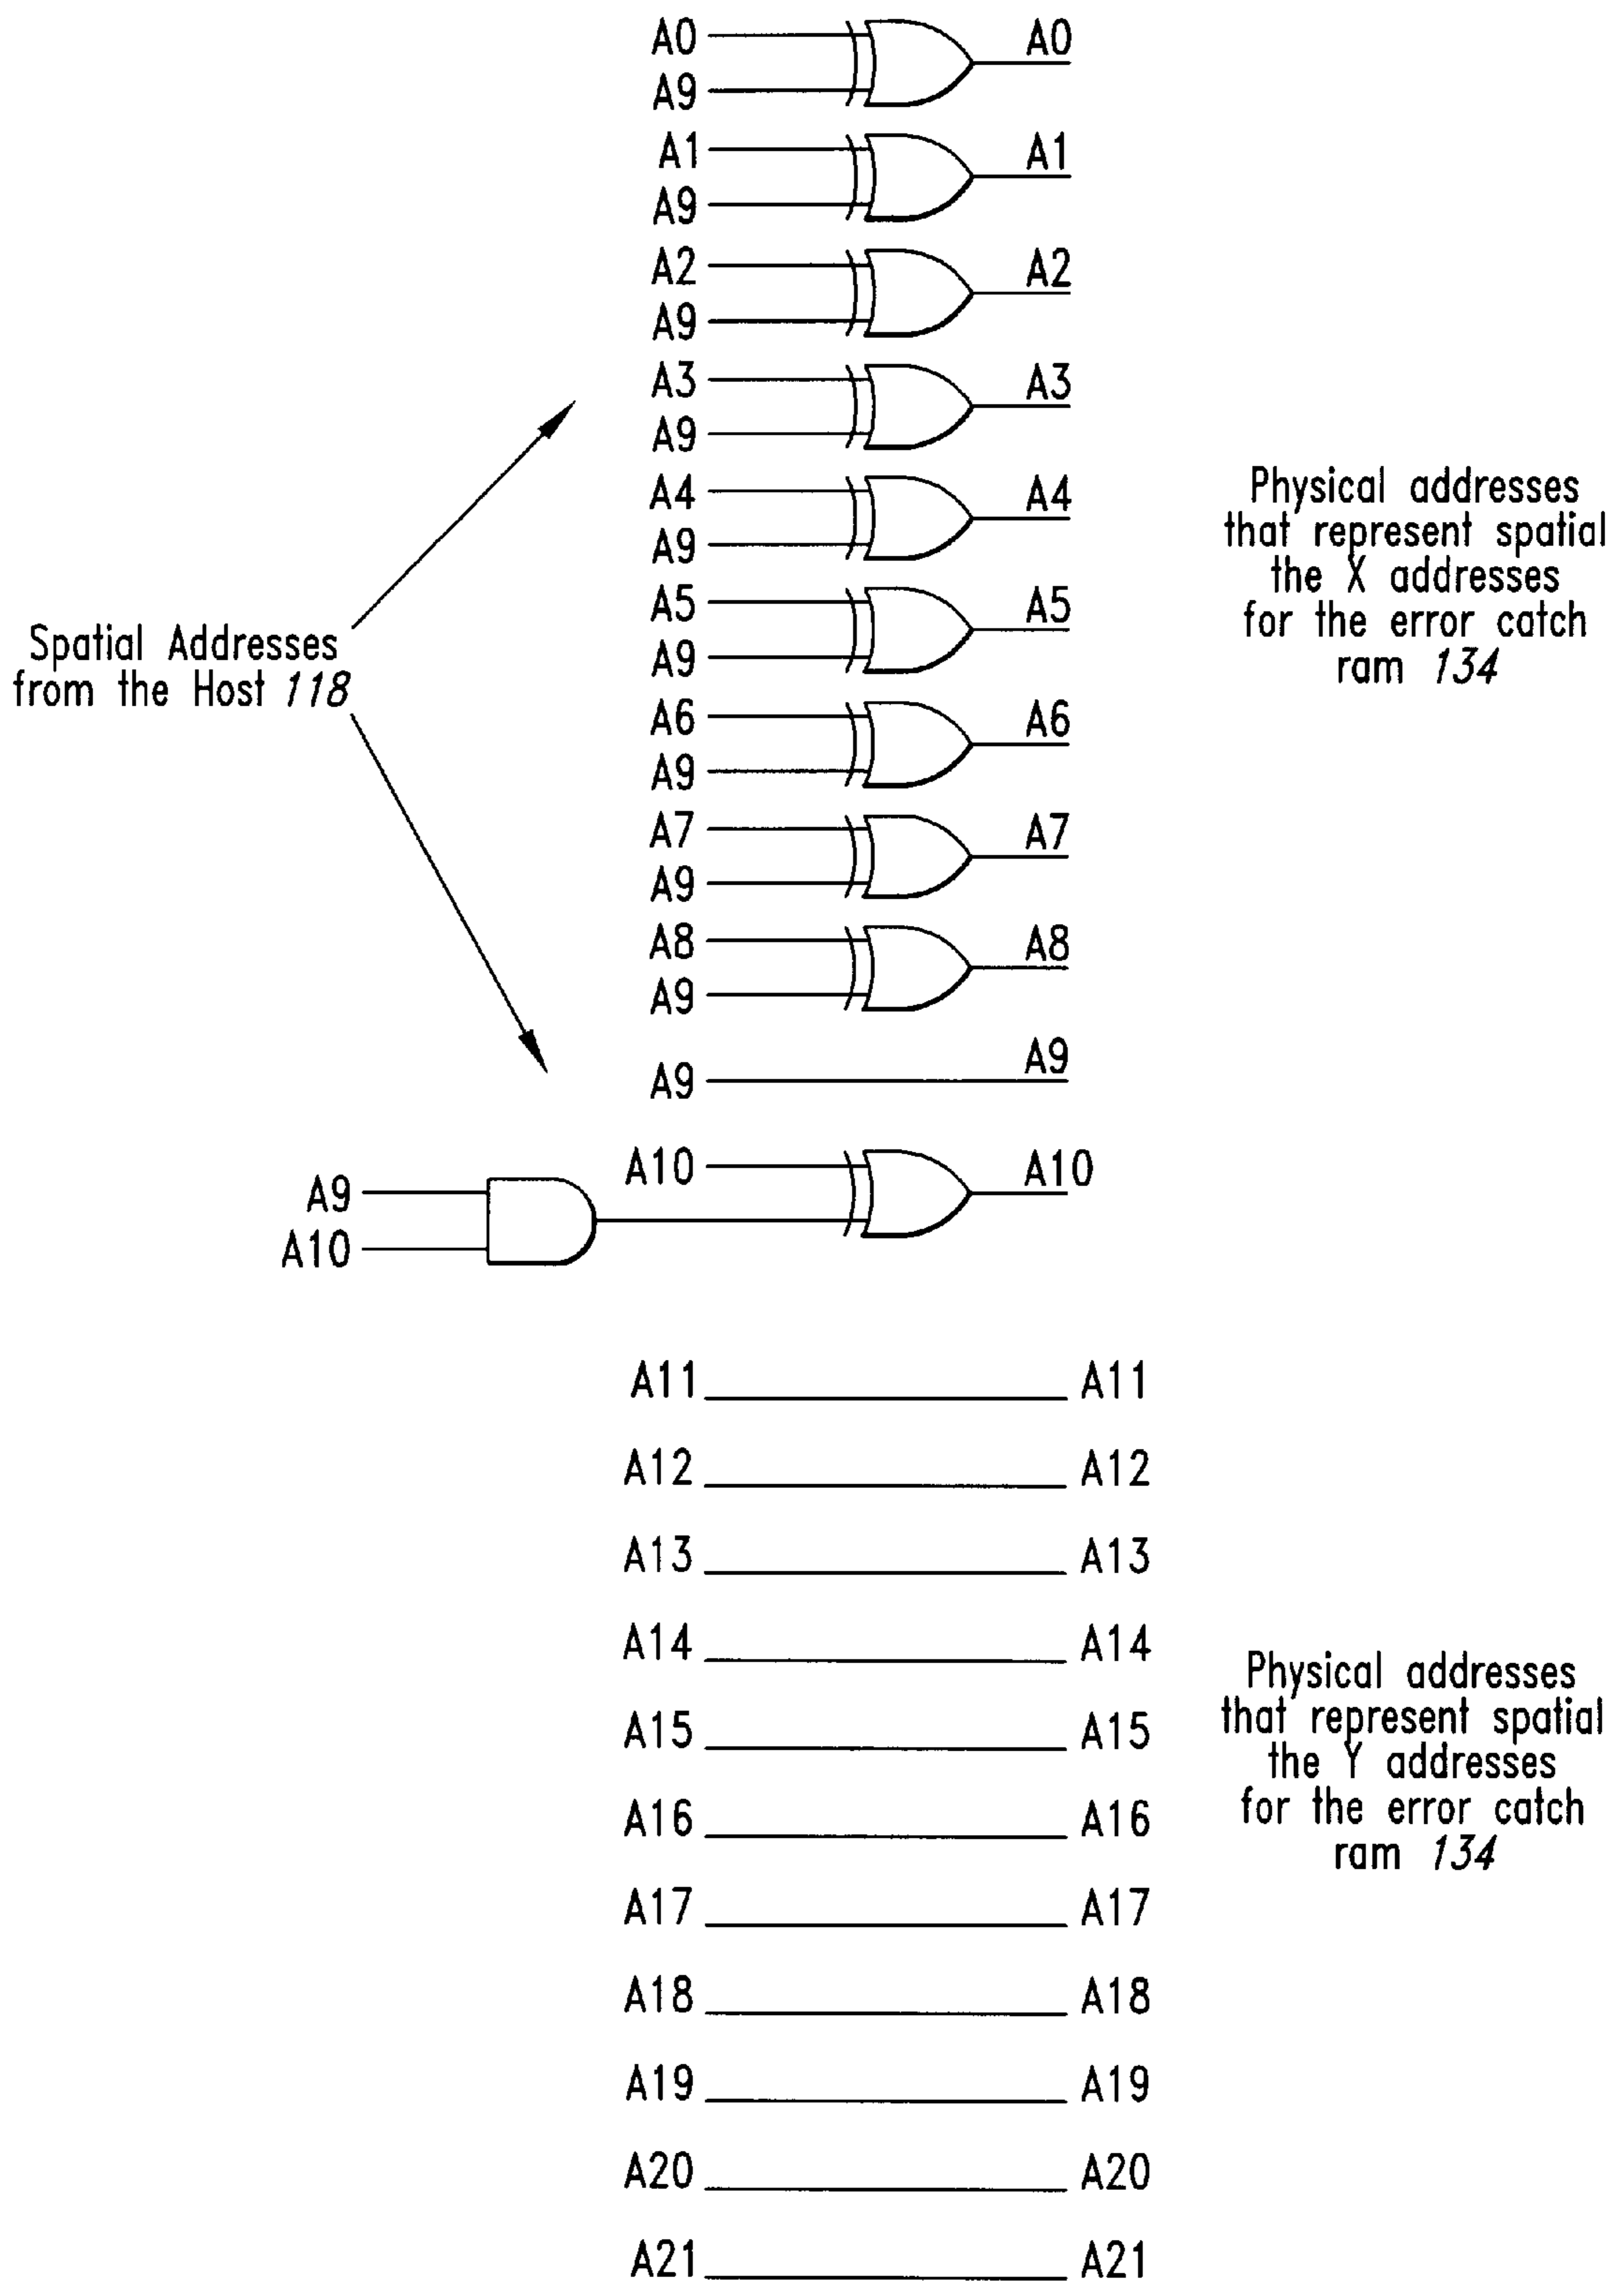 A0 A0
A9
A1 A1
A9
A2 A2
A9
A3 A3
A9
A4 A4
A9
A5 A5
A9
A6 A6
A9
A7 A7
A9
A8 A8
A9
A9 A9
A10 A10
A9
A10
Spatial Addresses
from the Host 118
Physical addresses
that represent spatial
the X addresses
for the error catch
ram 134
A11 A11
A12 A12
A13 A13
A14 A14
A15 A15
A16 A16
A17 A17
A18 A18
A19 A19
A20 A20
A21 A21
Physical addresses
that represent spatial
the Y addresses
for the error catch
ram 134